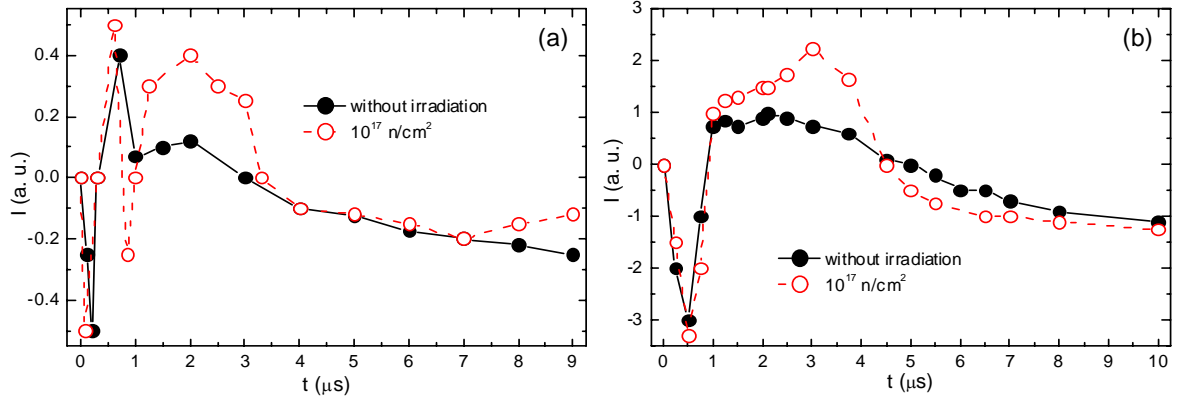 (a)
I (a. u.)
0.4
0.2
0.0
-0.2
-0.4
without irradiation
10¹⁷ n/cm²
0 1 2 3 4 5 6 7 8 9
t (μs)
(b)
I (a. u.)
3
2
1
0
-1
-2
-3
without irradiation
10¹⁷ n/cm²
0 1 2 3 4 5 6 7 8 9 10
t (μs)